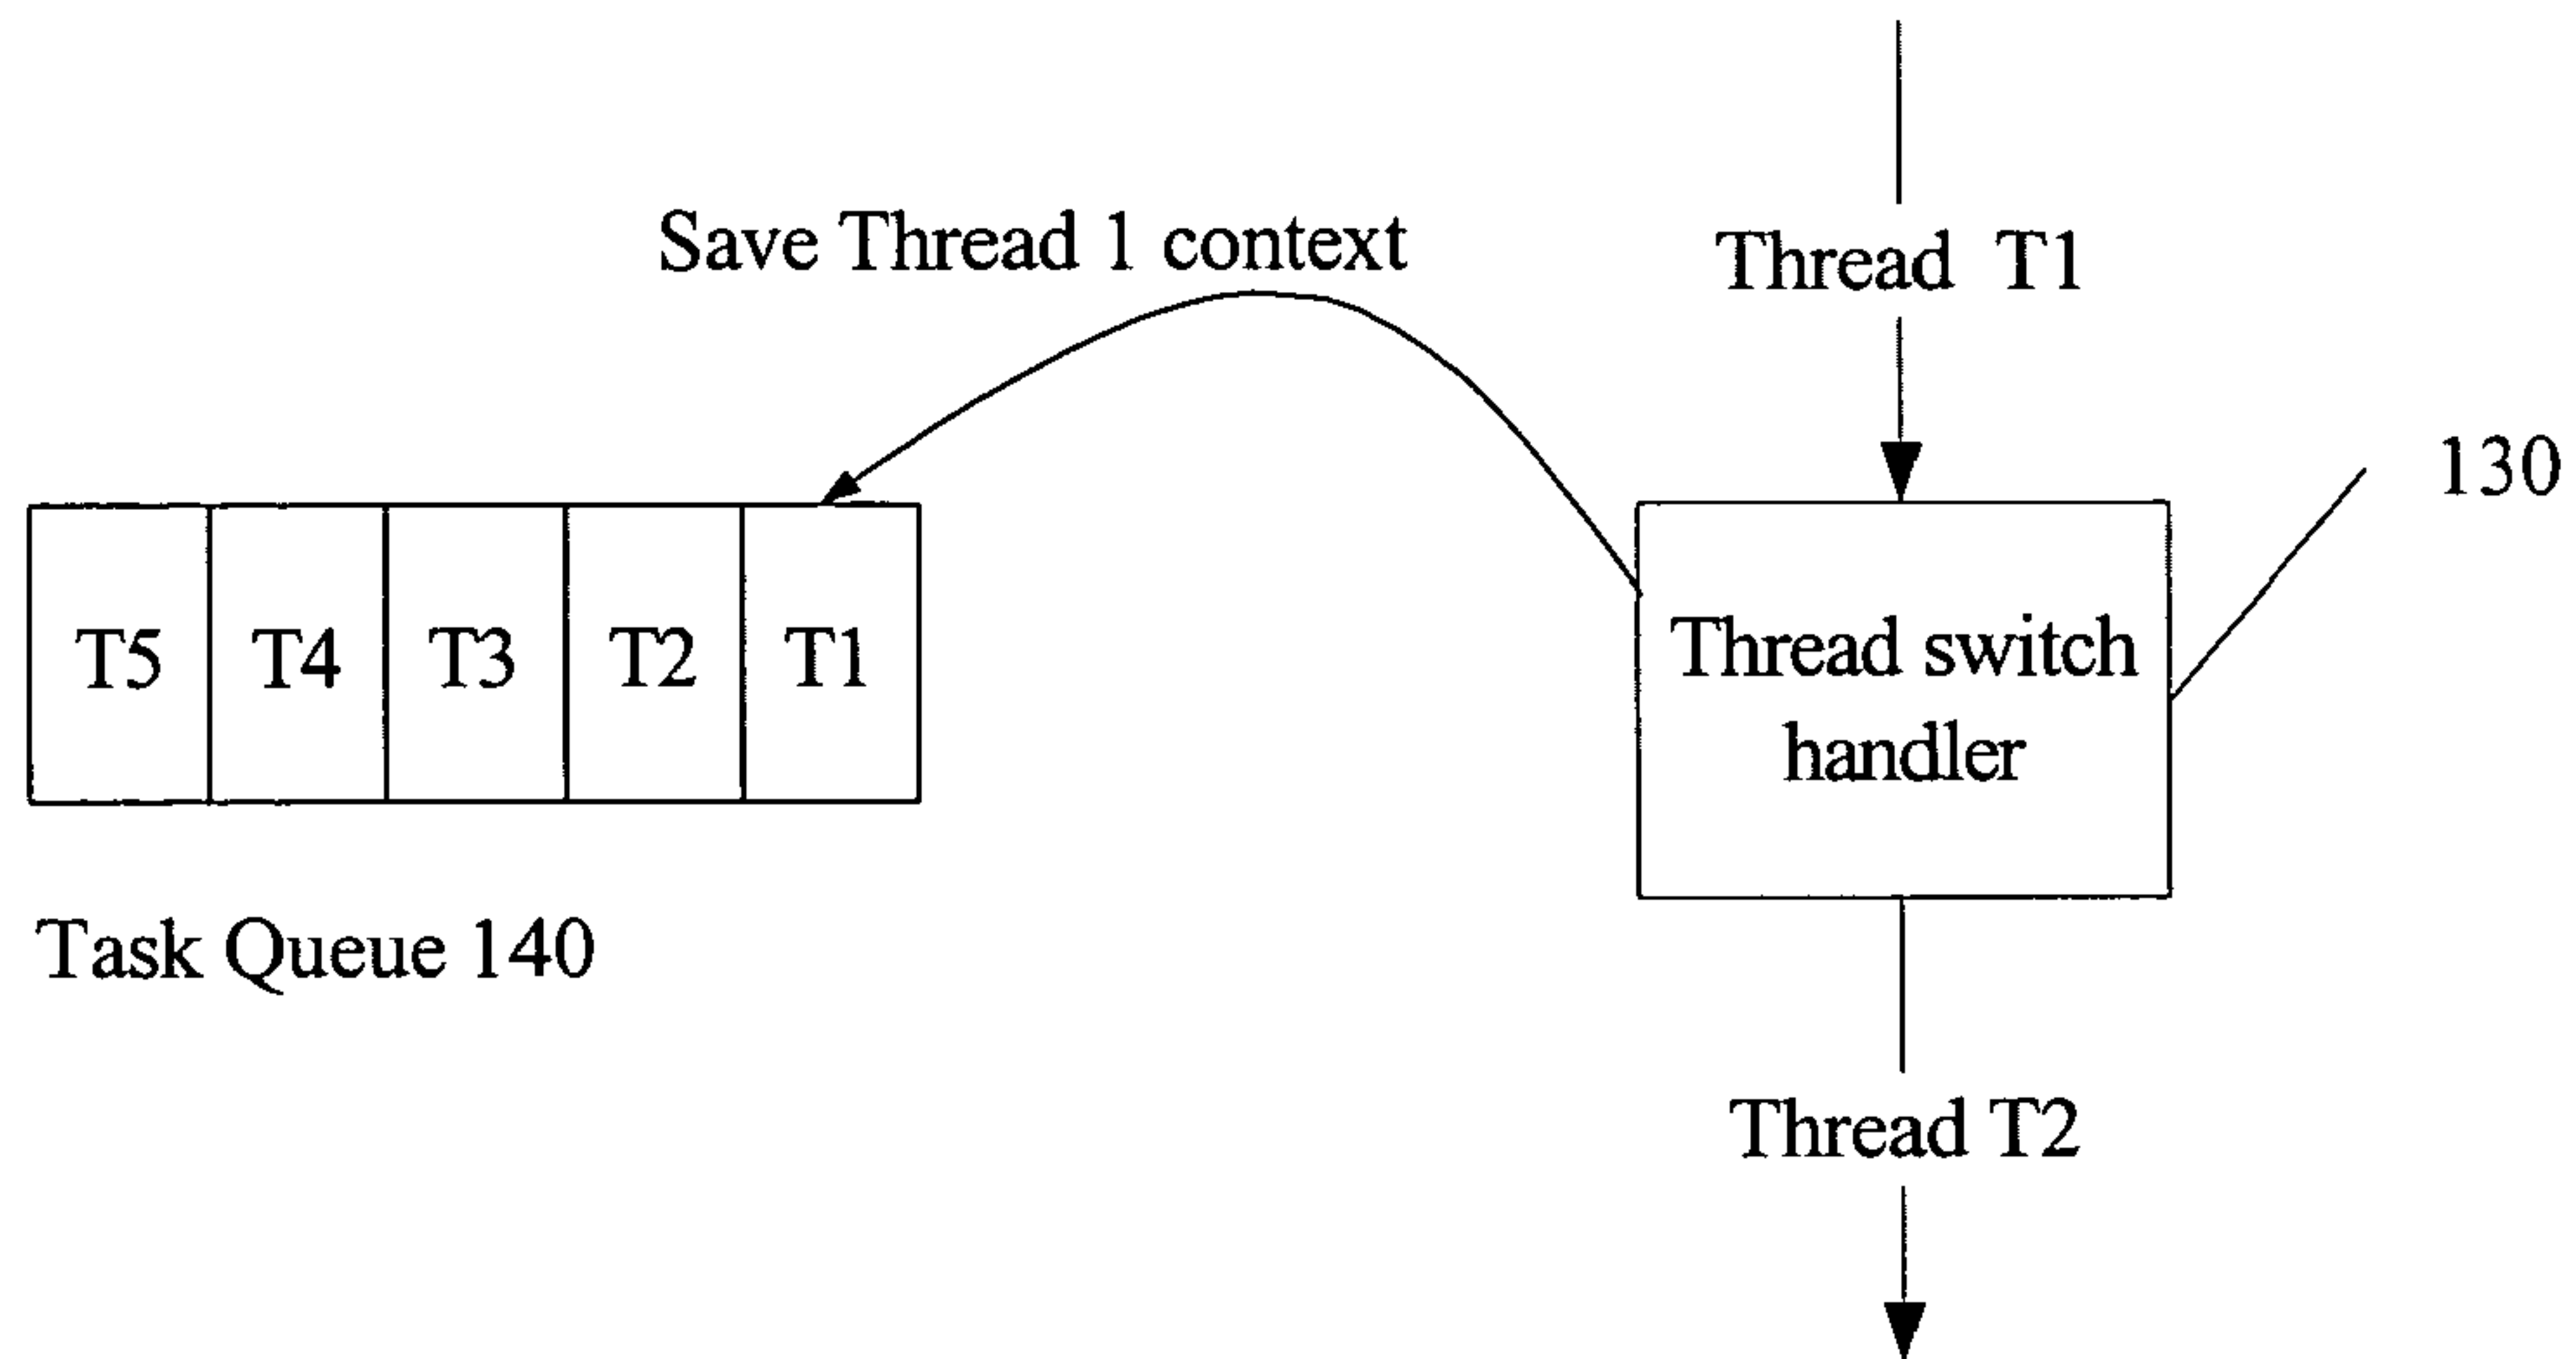 Save Thread 1 context
Thread T1
130
T5 T4 T3 T2 T1
Thread switch
handler
Task Queue 140
Thread T2